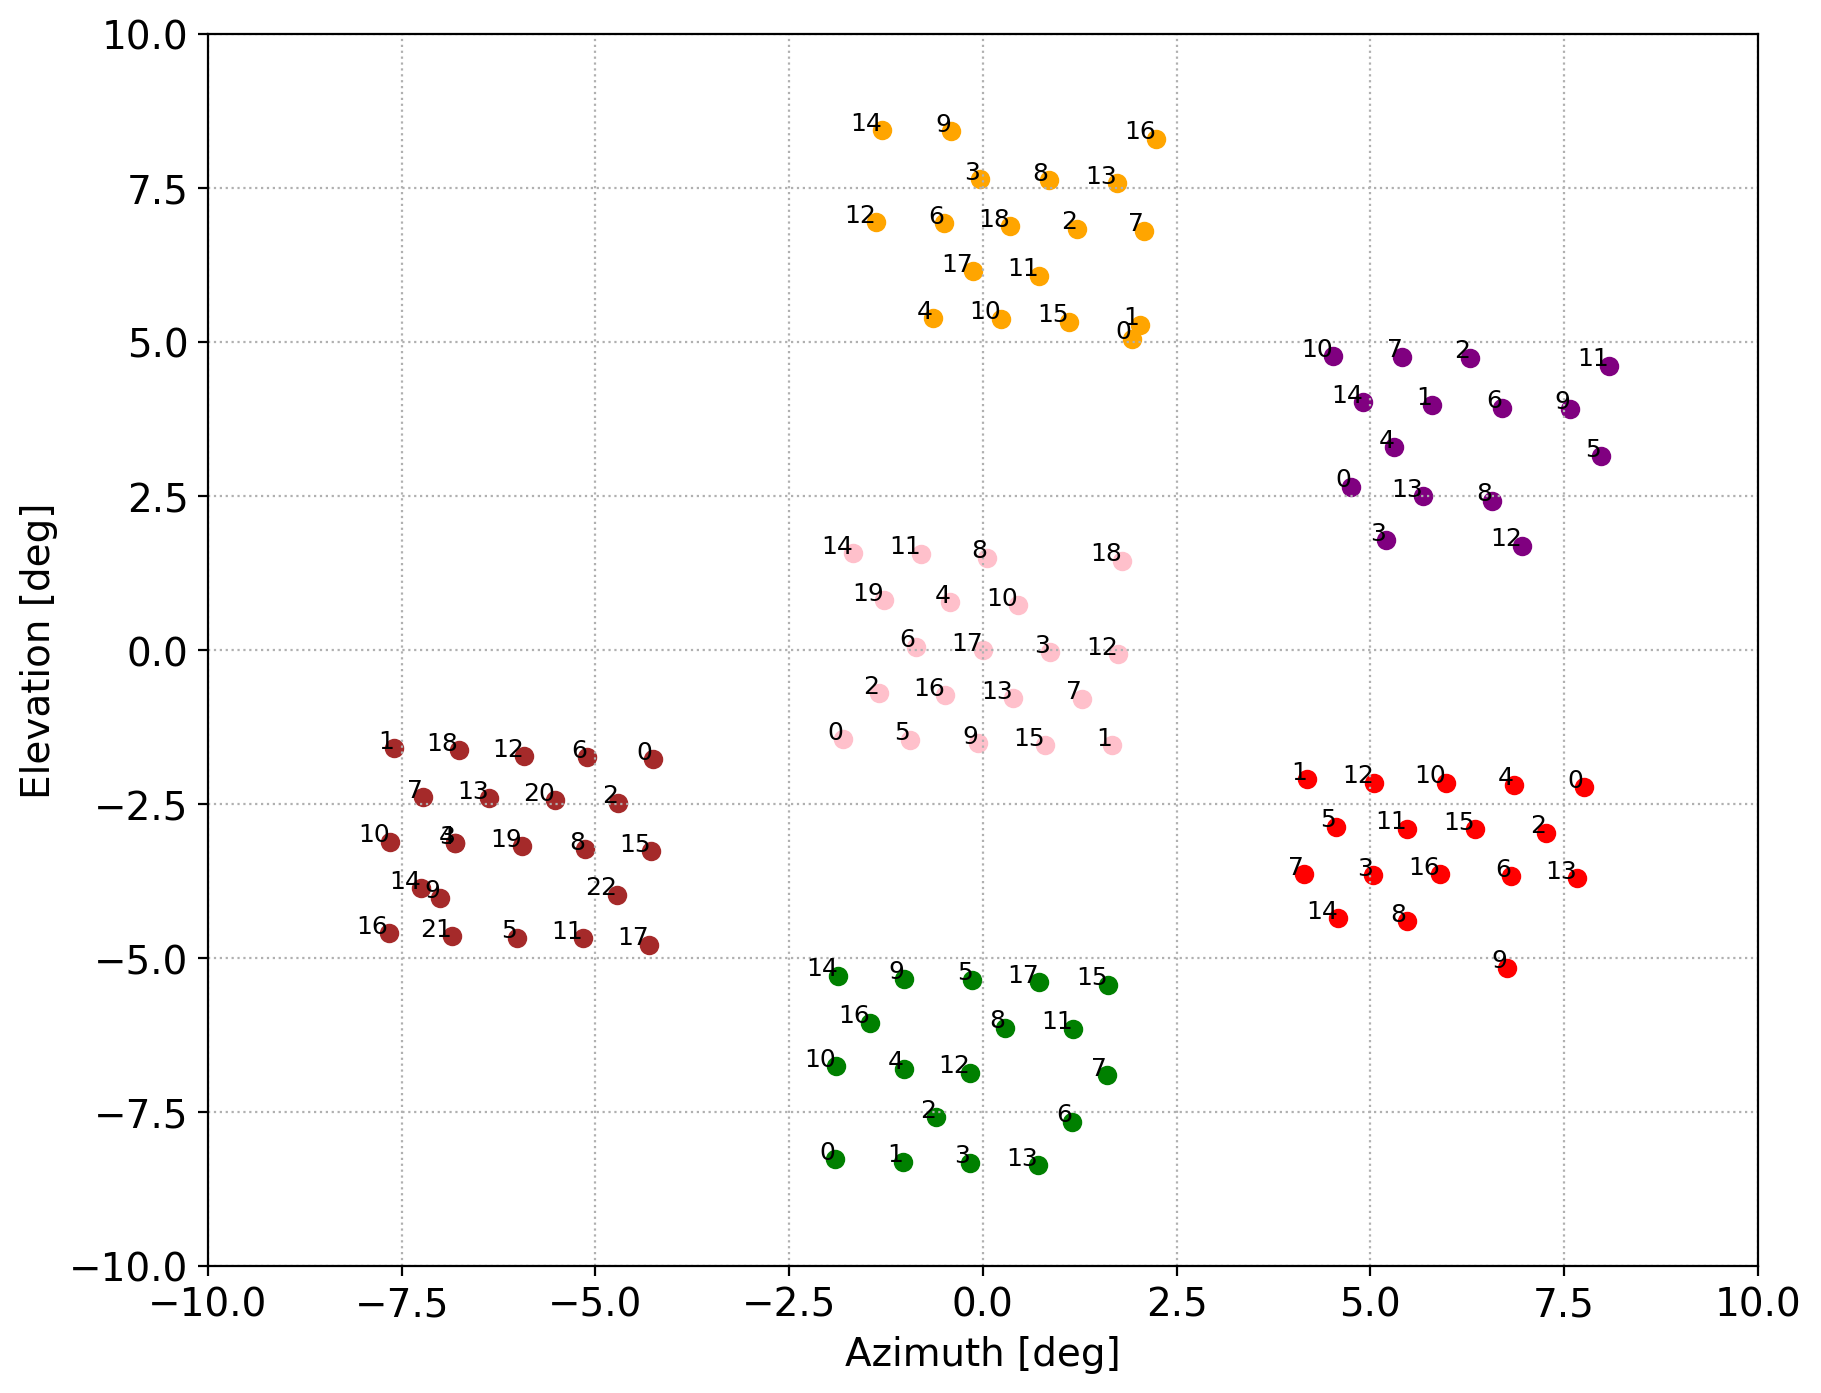 10.0
14 9 16
3 8 13
7.5
12 6 18 2 7
17 11
4 10 15 1
0
5.0
10 7 2 11
14 1 6 9
4 5
0 13 8
2.5
3 12
14 11 8 18
19 4 10
6 17 3 12
0.0
2 16 13 7
0 5 9 15 1
1 18 12 6 0
1 12 10 4 0
7 13 20 2
−2.5
5 11 15 2
10 4 19 8 15
7 3 16 6 13
14 9 22
14 8
16 21 5 11 17
−5.0
9
14 9 5 17 15
16 8 11
10 4 12 7
−7.5
2 6
0 1 3 13
−10.0
−10.0 −7.5 −5.0 −2.5 0.0 2.5 5.0 7.5 10.0
Azimuth [deg]
Elevation [deg]